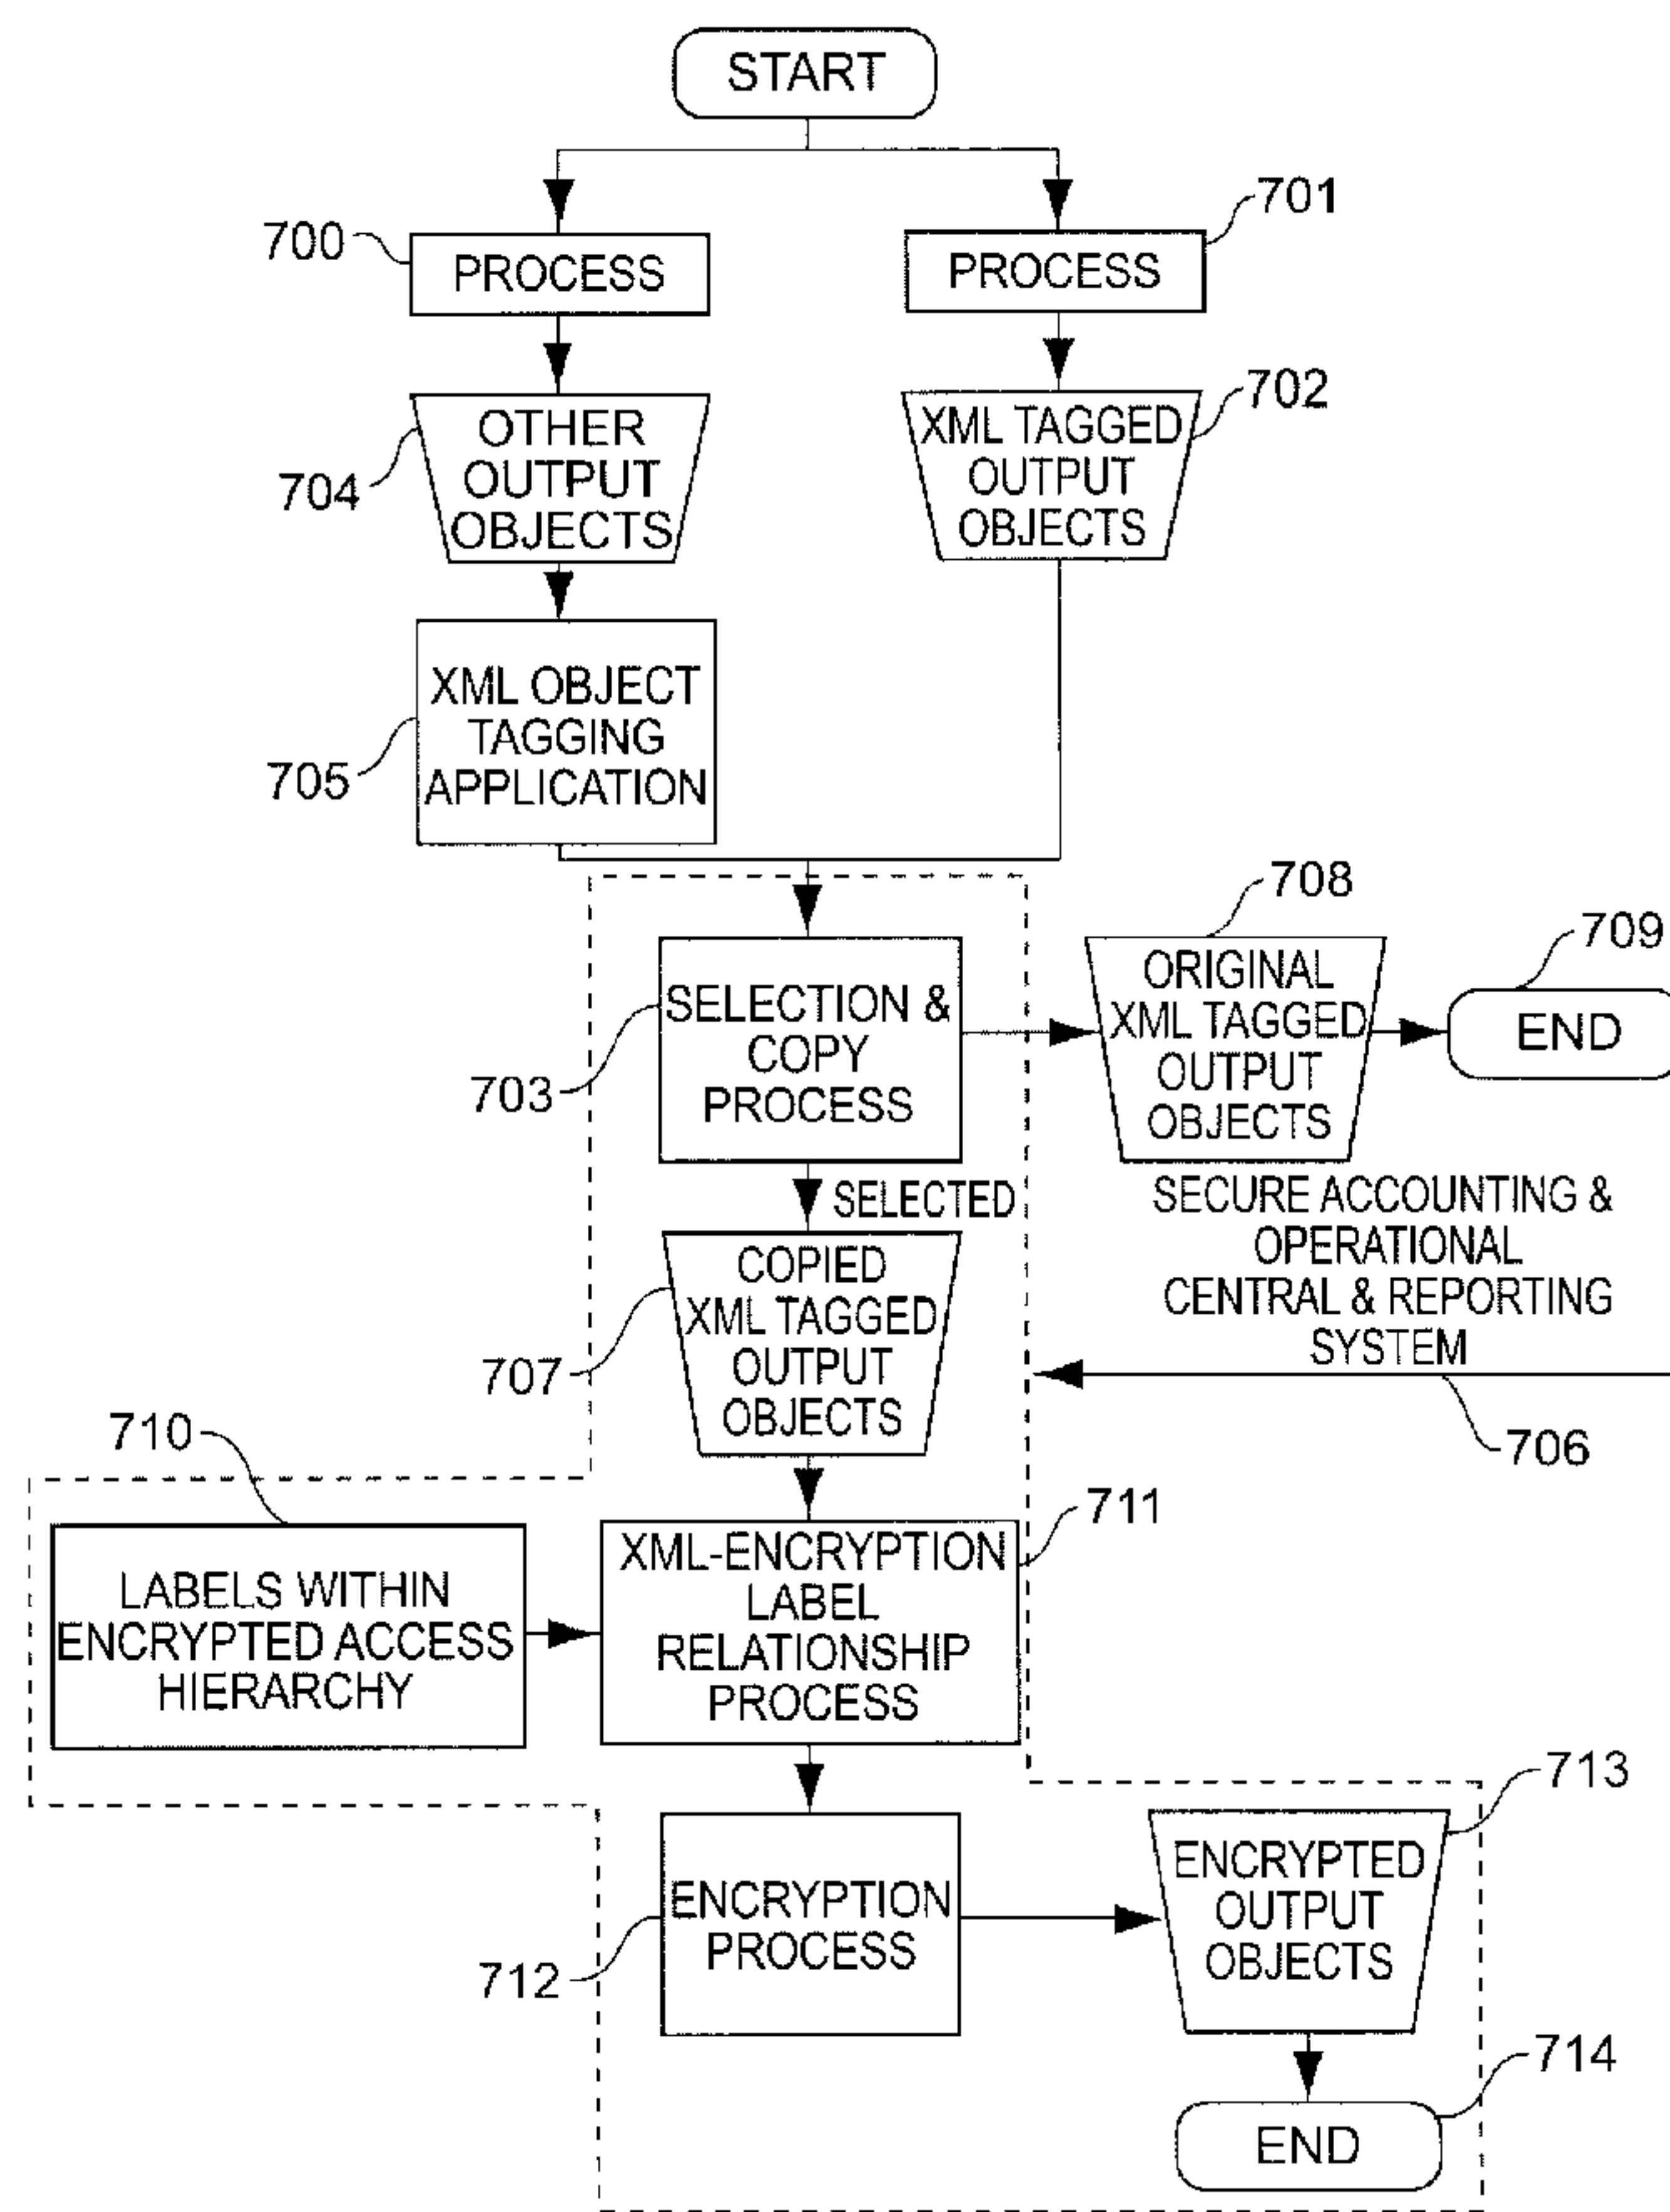 START
700
PROCESS
701
PROCESS
704
OTHER
OUTPUT
OBJECTS
702
XML TAGGED
OUTPUT
OBJECTS
705
XML OBJECT
TAGGING
APPLICATION
703
SELECTION &
COPY
PROCESS
708
ORIGINAL
XML TAGGED
OUTPUT
OBJECTS
709
END
SELECTED
707
COPIED
XML TAGGED
OUTPUT
OBJECTS
SECURE ACCOUNTING &
OPERATIONAL
CENTRAL & REPORTING
SYSTEM
706
710
LABELS WITHIN
ENCRYPTED ACCESS
HIERARCHY
711
XML-ENCRYPTION
LABEL
RELATIONSHIP
PROCESS
712
ENCRYPTION
PROCESS
713
ENCRYPTED
OUTPUT
OBJECTS
714
END